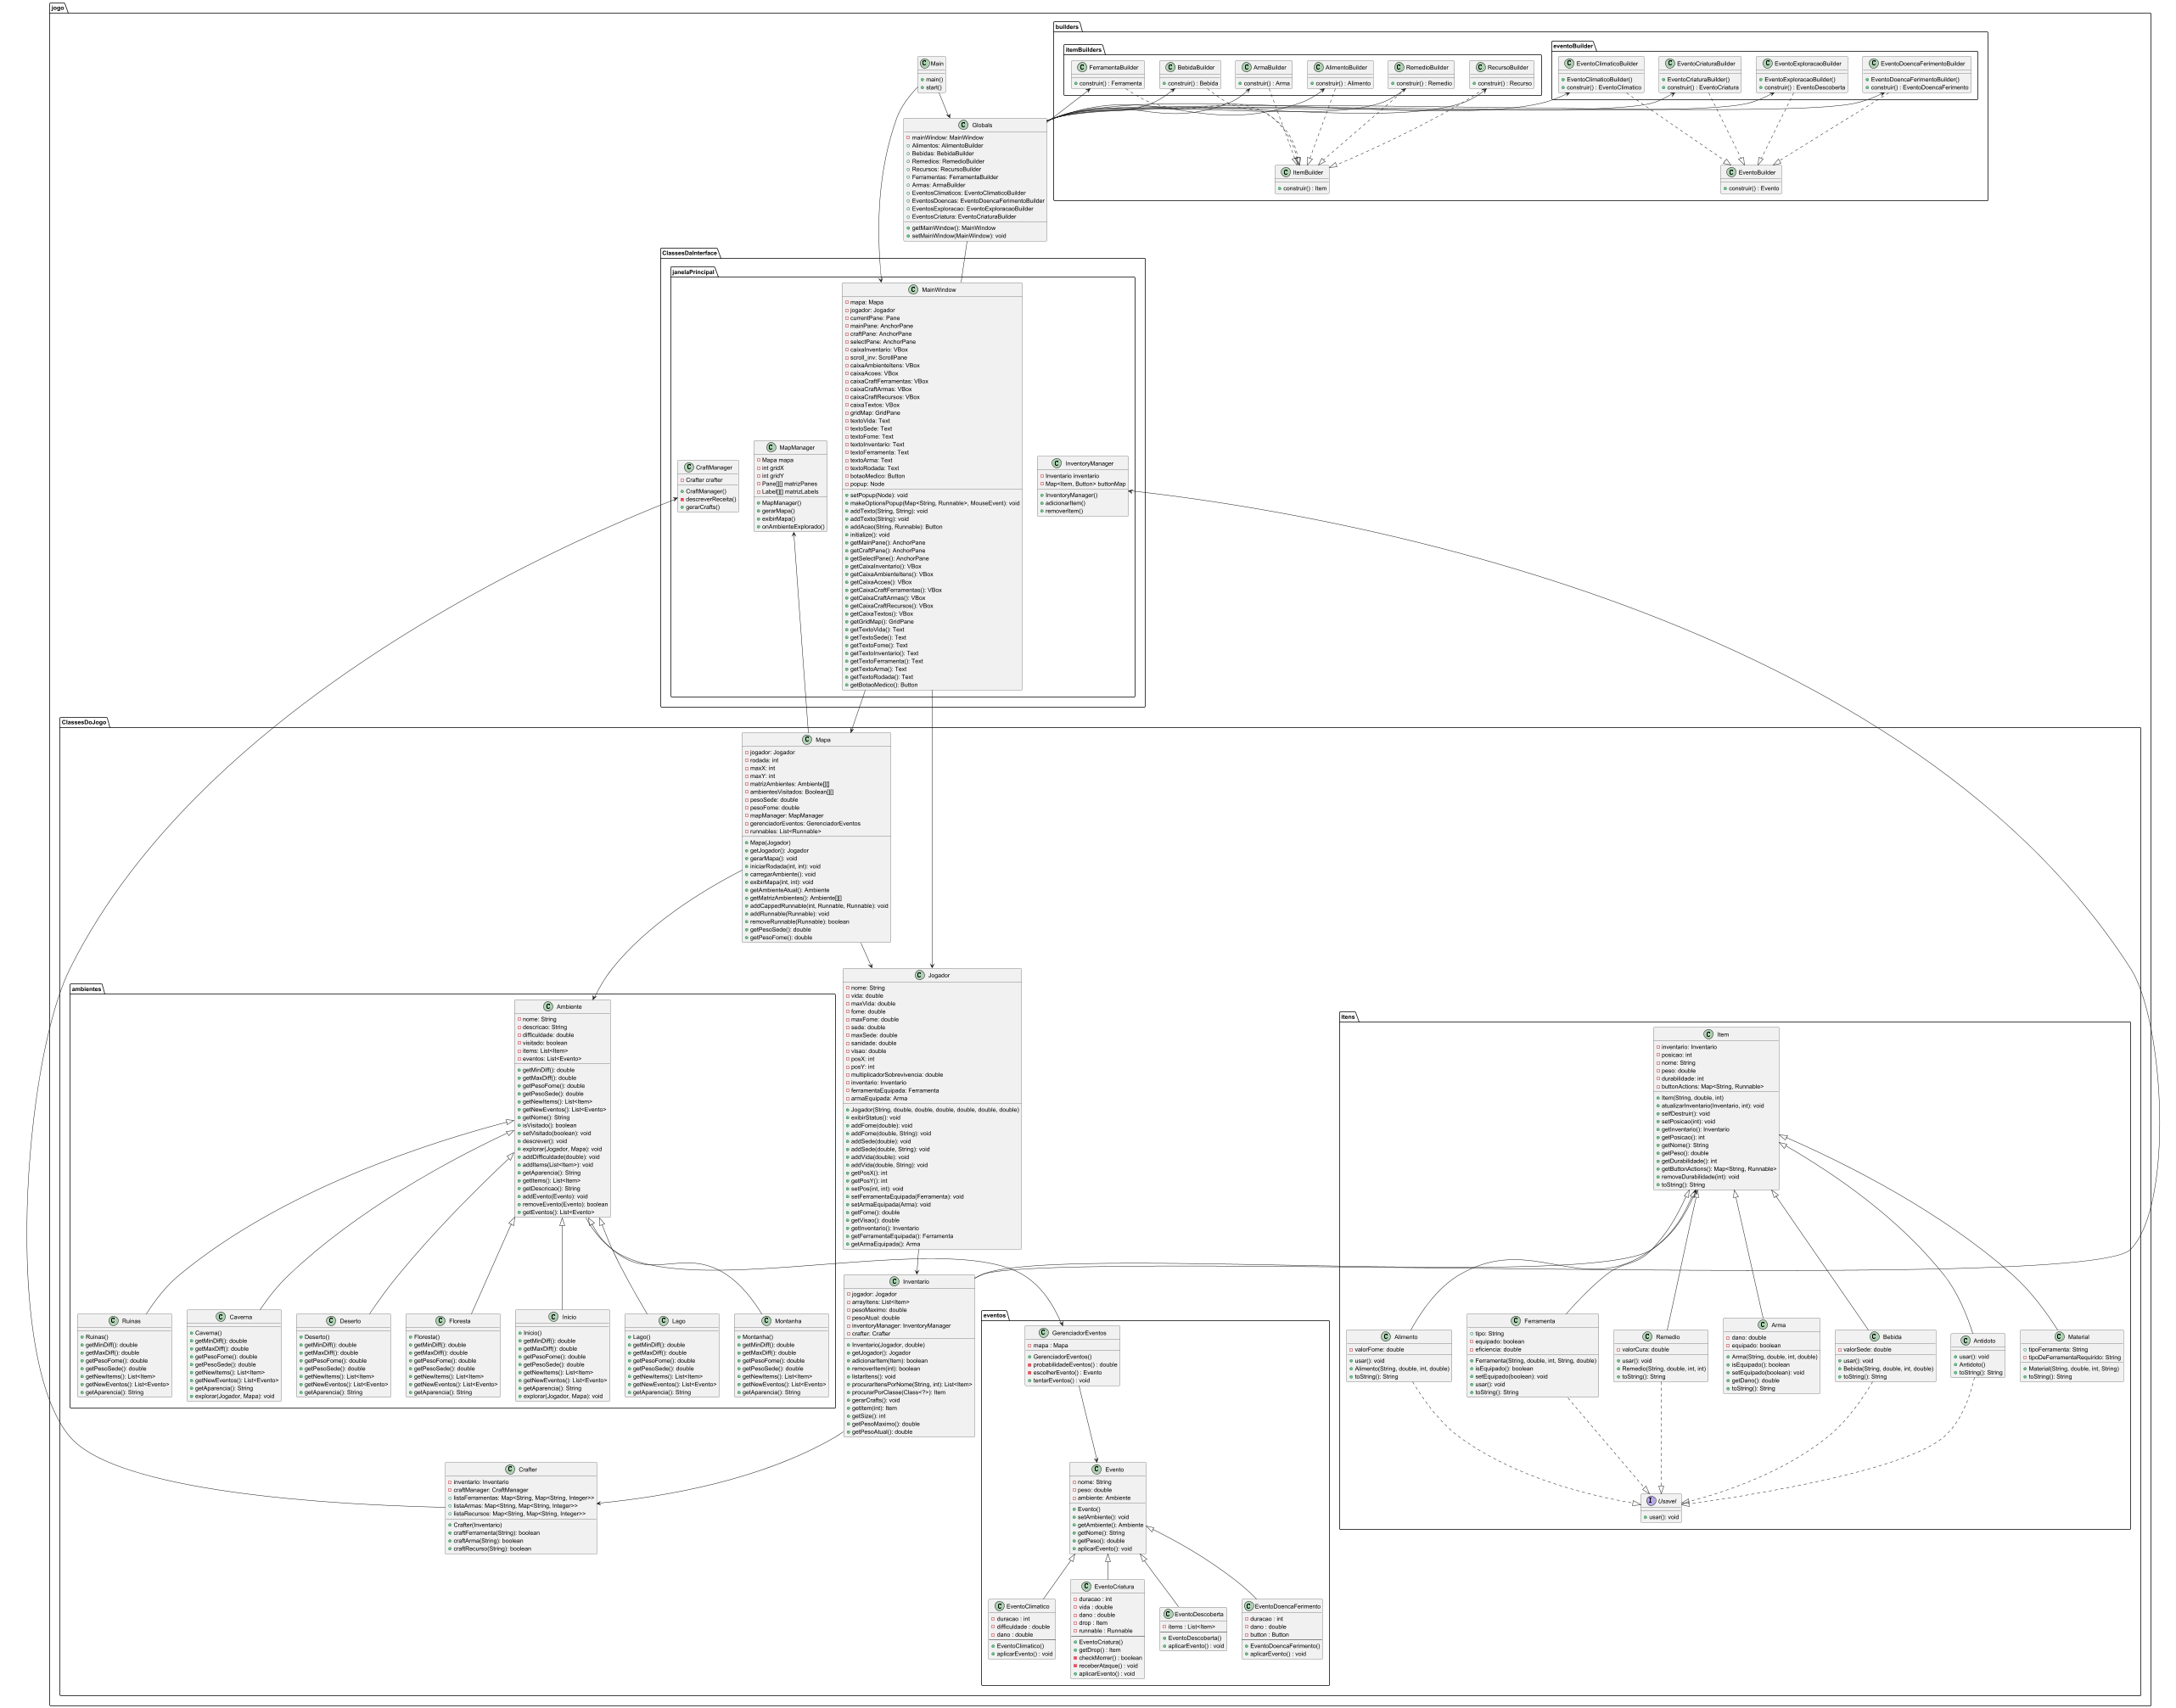 jogo
builders
itemBuilders
C FerramentaBuilder
construir() : Ferramenta
C BebidaBuilder
construir() : Bebida
C ArmaBuilder
construir() : Arma
C AlimentoBuilder
construir() : Alimento
C RemedioBuilder
construir() : Remedio
C RecursoBuilder
construir() : Recurso
eventoBuilder
C EventoClimaticoBuilder
EventoClimaticoBuilder()
construir() : EventoClimatico
C EventoCriaturaBuilder
EventoCriaturaBuilder()
construir() : EventoCriatura
C EventoExploracaoBuilder
EventoExploracaoBuilder()
construir() : EventoDescoberta
C EventoDoencaFerimentoBuilder
EventoDoencaFerimentoBuilder()
construir() : EventoDoencaFerimento
C ItemBuilder
construir() : Item
C EventoBuilder
construir() : Evento
C Main
main()
start()
C Globals
mainWindow: MainWindow
Alimentos: AlimentoBuilder
Bebidas: BebidaBuilder
Remedios: RemedioBuilder
Recursos: RecursoBuilder
Ferramentas: FerramentaBuilder
Armas: ArmaBuilder
EventosClimaticos: EventoClimaticoBuilder
EventosDoencas: EventoDoencaFerimentoBuilder
EventosExploracao: EventoExploracaoBuilder
EventosCriatura: EventoCriaturaBuilder
getMainWindow(): MainWindow
setMainWindow(MainWindow): void
ClassesDaInterface
janelaPrincipal
C CraftManager
Crafter crafter
CraftManager()
descreverReceita()
gerarCrafts()
C MapManager
Mapa mapa
int gridX
int gridY
Pane[][] matrizPanes
Label[][] matrizLabels
MapManager()
gerarMapa()
exibirMapa()
onAmbienteExplorado()
C MainWindow
mapa: Mapa
jogador: Jogador
currentPane: Pane
mainPane: AnchorPane
craftPane: AnchorPane
selectPane: AnchorPane
caixaInventario: VBox
scroll_inv: ScrollPane
caixaAmbienteItens: VBox
caixaAcoes: VBox
caixaCraftFerramentas: VBox
caixaCraftArmas: VBox
caixaCraftRecursos: VBox
caixaTextos: VBox
gridMap: GridPane
textoVida: Text
textoSede: Text
textoFome: Text
textoInventario: Text
textoFerramenta: Text
textoArma: Text
textoRodada: Text
botaoMedico: Button
popup: Node
setPopup(Node): void
makeOptionsPopup(Map<String, Runnable>, MouseEvent): void
addTexto(String, String): void
addTexto(String): void
addAcao(String, Runnable): Button
initialize(): void
getMainPane(): AnchorPane
getCraftPane(): AnchorPane
getSelectPane(): AnchorPane
getCaixaInventario(): VBox
getCaixaAmbienteItens(): VBox
getCaixaAcoes(): VBox
getCaixaCraftFerramentas(): VBox
getCaixaCraftArmas(): VBox
getCaixaCraftRecursos(): VBox
getCaixaTextos(): VBox
getGridMap(): GridPane
getTextoVida(): Text
getTextoSede(): Text
getTextoFome(): Text
getTextoInventario(): Text
getTextoFerramenta(): Text
getTextoArma(): Text
getTextoRodada(): Text
getBotaoMedico(): Button
C InventoryManager
Inventario inventario
Map<Item, Button> buttonMap
InventoryManager()
adicionarItem()
removerItem()
ClassesDoJogo
C Mapa
jogador: Jogador
rodada: int
maxX: int
maxY: int
matrizAmbientes: Ambiente[][]
ambientesVisitados: Boolean[][]
pesoSede: double
pesoFome: double
mapManager: MapManager
gerenciadorEventos: GerenciadorEventos
runnables: List<Runnable>
Mapa(Jogador)
getJogador(): Jogador
gerarMapa(): void
iniciarRodada(int, int): void
carregarAmbiente(): void
exibirMapa(int, int): void
getAmbienteAtual(): Ambiente
getMatrizAmbientes(): Ambiente[][]
addCappedRunnable(int, Runnable, Runnable): void
addRunnable(Runnable): void
removeRunnable(Runnable): boolean
getPesoSede(): double
getPesoFome(): double
C Jogador
nome: String
vida: double
maxVida: double
fome: double
maxFome: double
sede: double
maxSede: double
sanidade: double
visao: double
posX: int
posY: int
multiplicadorSobrevivencia: double
inventario: Inventario
ferramentaEquipada: Ferramenta
armaEquipada: Arma
Jogador(String, double, double, double, double, double, double)
exibirStatus(): void
addFome(double): void
addFome(double, String): void
addSede(double): void
addSede(double, String): void
addVida(double): void
addVida(double, String): void
getPosX(): int
getPosY(): int
setPos(int, int): void
setFerramentaEquipada(Ferramenta): void
setArmaEquipada(Arma): void
getFome(): double
getVisao(): double
getInventario(): Inventario
getFerramentaEquipada(): Ferramenta
getArmaEquipada(): Arma
ambientes
C Ambiente
nome: String
descricao: String
difficuldade: double
visitado: boolean
items: List<Item>
eventos: List<Evento>
getMinDiff(): double
getMaxDiff(): double
getPesoFome(): double
getPesoSede(): double
getNewItems(): List<Item>
getNewEventos(): List<Evento>
getNome(): String
isVisitado(): boolean
setVisitado(boolean): void
descrever(): void
explorar(Jogador, Mapa): void
addDifficuldade(double): void
addItems(List<Item>): void
getAparencia(): String
getItems(): List<Item>
getDescricao(): String
addEvento(Evento): void
removeEvento(Evento): boolean
getEventos(): List<Evento>
C Ruinas
Ruinas()
getMinDiff(): double
getMaxDiff(): double
getPesoFome(): double
getPesoSede(): double
getNewItems(): List<Item>
getNewEventos(): List<Evento>
getAparencia(): String
C Caverna
Caverna()
getMinDiff(): double
getMaxDiff(): double
getPesoFome(): double
getPesoSede(): double
getNewItems(): List<Item>
getNewEventos(): List<Evento>
getAparencia(): String
explorar(Jogador, Mapa): void
C Deserto
Deserto()
getMinDiff(): double
getMaxDiff(): double
getPesoFome(): double
getPesoSede(): double
getNewItems(): List<Item>
getNewEventos(): List<Evento>
getAparencia(): String
C Floresta
Floresta()
getMinDiff(): double
getMaxDiff(): double
getPesoFome(): double
getPesoSede(): double
getNewItems(): List<Item>
getNewEventos(): List<Evento>
getAparencia(): String
C Inicio
Inicio()
getMinDiff(): double
getMaxDiff(): double
getPesoFome(): double
getPesoSede(): double
getNewItems(): List<Item>
getNewEventos(): List<Evento>
getAparencia(): String
explorar(Jogador, Mapa): void
C Lago
Lago()
getMinDiff(): double
getMaxDiff(): double
getPesoFome(): double
getPesoSede(): double
getNewItems(): List<Item>
getNewEventos(): List<Evento>
getAparencia(): String
C Montanha
Montanha()
getMinDiff(): double
getMaxDiff(): double
getPesoFome(): double
getPesoSede(): double
getNewItems(): List<Item>
getNewEventos(): List<Evento>
getAparencia(): String
C Inventario
jogador: Jogador
arrayItens: List<Item>
pesoMaximo: double
pesoAtual: double
inventoryManager: InventoryManager
crafter: Crafter
Inventario(Jogador, double)
getJogador(): Jogador
adicionarItem(Item): boolean
removerItem(int): boolean
listarItens(): void
procurarItensPorNome(String, int): List<Item>
procurarPorClasse(Class<?>): Item
gerarCrafts(): void
getItem(int): Item
getSize(): int
getPesoMaximo(): double
getPesoAtual(): double
C Crafter
inventario: Inventario
craftManager: CraftManager
listaFerramentas: Map<String, Map<String, Integer>>
listaArmas: Map<String, Map<String, Integer>>
listaRecursos: Map<String, Map<String, Integer>>
Crafter(Inventario)
craftFerramenta(String): boolean
craftArma(String): boolean
craftRecurso(String): boolean
eventos
C GerenciadorEventos
mapa : Mapa
GerenciadorEventos()
probabilidadeEventos() : double
escolherEvento() : Evento
tentarEventos() : void
C Evento
nome: String
peso: double
ambiente: Ambiente
Evento()
setAmbiente(): void
getAmbiente(): Ambiente
getNome(): String
getPeso(): double
aplicarEvento(): void
C EventoClimatico
duracao : int
difficuldade : double
dano : double
EventoClimatico()
aplicarEvento() : void
C EventoCriatura
duracao : int
vida : double
dano : double
drop : Item
runnable : Runnable
EventoCriatura()
getDrop() : Item
checkMorrer() : boolean
receberAtaque() : void
aplicarEvento() : void
C EventoDescoberta
items : List<Item>
EventoDescoberta()
aplicarEvento() : void
C EventoDoencaFerimento
duracao : int
dano : double
button : Button
EventoDoencaFerimento()
aplicarEvento() : void
itens
C Item
inventario: Inventario
posicao: int
nome: String
peso: double
durabilidade: int
buttonActions: Map<String, Runnable>
Item(String, double, int)
atualizarInventario(Inventario, int): void
selfDestruir(): void
setPosicao(int): void
getInventario(): Inventario
getPosicao(): int
getNome(): String
getPeso(): double
getDurabilidade(): int
getButtonActions(): Map<String, Runnable>
removeDurabilidade(int): void
toString(): String
C Alimento
valorFome: double
usar(): void
Alimento(String, double, int, double)
toString(): String
C Ferramenta
tipo: String
equipado: boolean
eficiencia: double
Ferramenta(String, double, int, String, double)
isEquipado(): boolean
setEquipado(boolean): void
usar(): void
toString(): String
C Remedio
valorCura: double
usar(): void
Remedio(String, double, int, int)
toString(): String
C Arma
dano: double
equipado: boolean
Arma(String, double, int, double)
isEquipado(): boolean
setEquipado(boolean): void
getDano(): double
toString(): String
C Bebida
valorSede: double
usar(): void
Bebida(String, double, int, double)
toString(): String
C Antidoto
usar(): void
Antidoto()
toString(): String
C Material
tipoFerramenta: String
tipoDeFerramentaRequirido: String
Material(String, double, int, String)
toString(): String
I Usavel
usar(): void